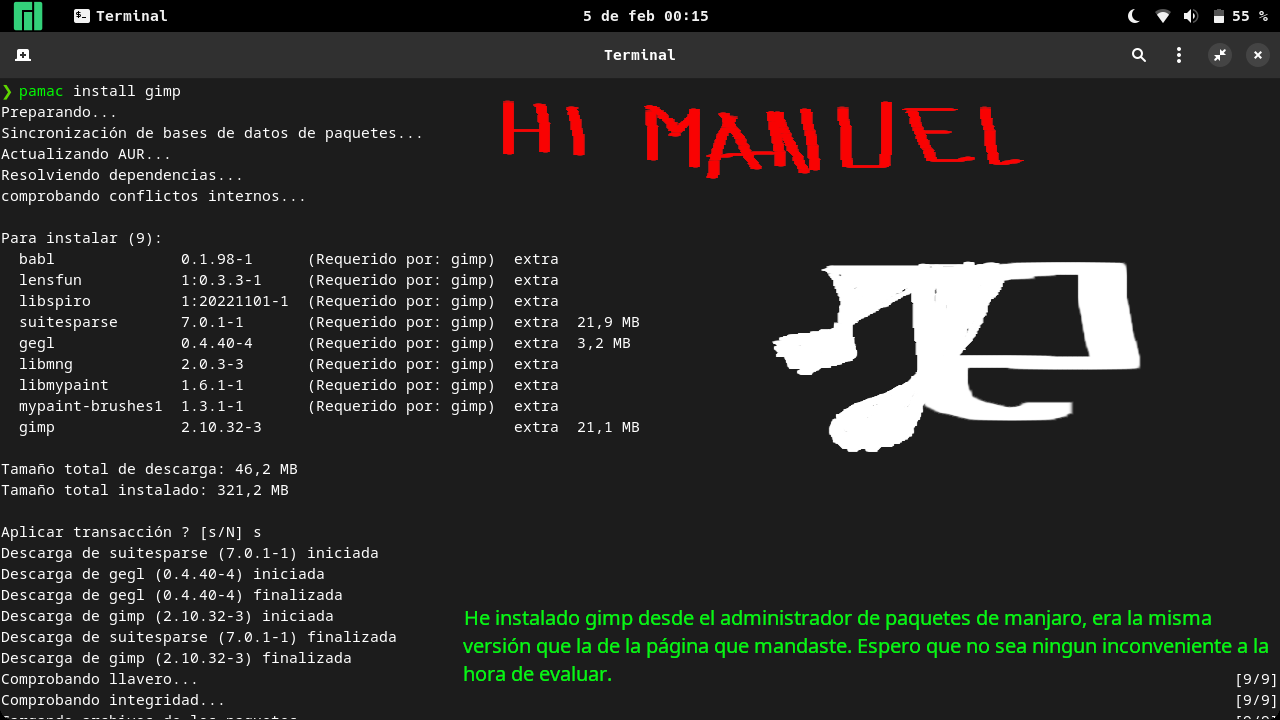 Terminal
5 de feb 00:15
55 %
Terminal
❯ pamac install gimp
Preparando...
Sincronización de bases de datos de paquetes...
Actualizando AUR...
Resolviendo dependencias...
comprobando conflictos internos...
HI MANUEL
Para instalar (9):
babl 0.1.98-1 (Requerido por: gimp) extra
lensfun 1:0.3.3-1 (Requerido por: gimp) extra
libspiro 1:20221101-1 (Requerido por: gimp) extra
suitesparse 7.0.1-1 (Requerido por: gimp) extra 21,9 MB
gegl 0.4.40-4 (Requerido por: gimp) extra 3,2 MB
libmng 2.0.3-3 (Requerido por: gimp) extra
libmypaint 1.6.1-1 (Requerido por: gimp) extra
mypaint-brushes1 1.3.1-1 (Requerido por: gimp) extra
gimp 2.10.32-3 extra 21,1 MB
Tamaño total de descarga: 46,2 MB
Tamaño total instalado: 321,2 MB
Aplicar transacción ? [s/N] s
Descarga de suitesparse (7.0.1-1) iniciada
Descarga de gegl (0.4.40-4) iniciada
Descarga de gegl (0.4.40-4) finalizada
Descarga de gimp (2.10.32-3) iniciada
Descarga de suitesparse (7.0.1-1) finalizada
Descarga de gimp (2.10.32-3) finalizada
Comprobando llavero... [9/9]
Comprobando integridad... [9/9]
He instalado gimp desde el administrador de paquetes de manjaro, era la misma
versión que la de la página que mandaste. Espero que no sea ningun inconveniente a la
hora de evaluar.